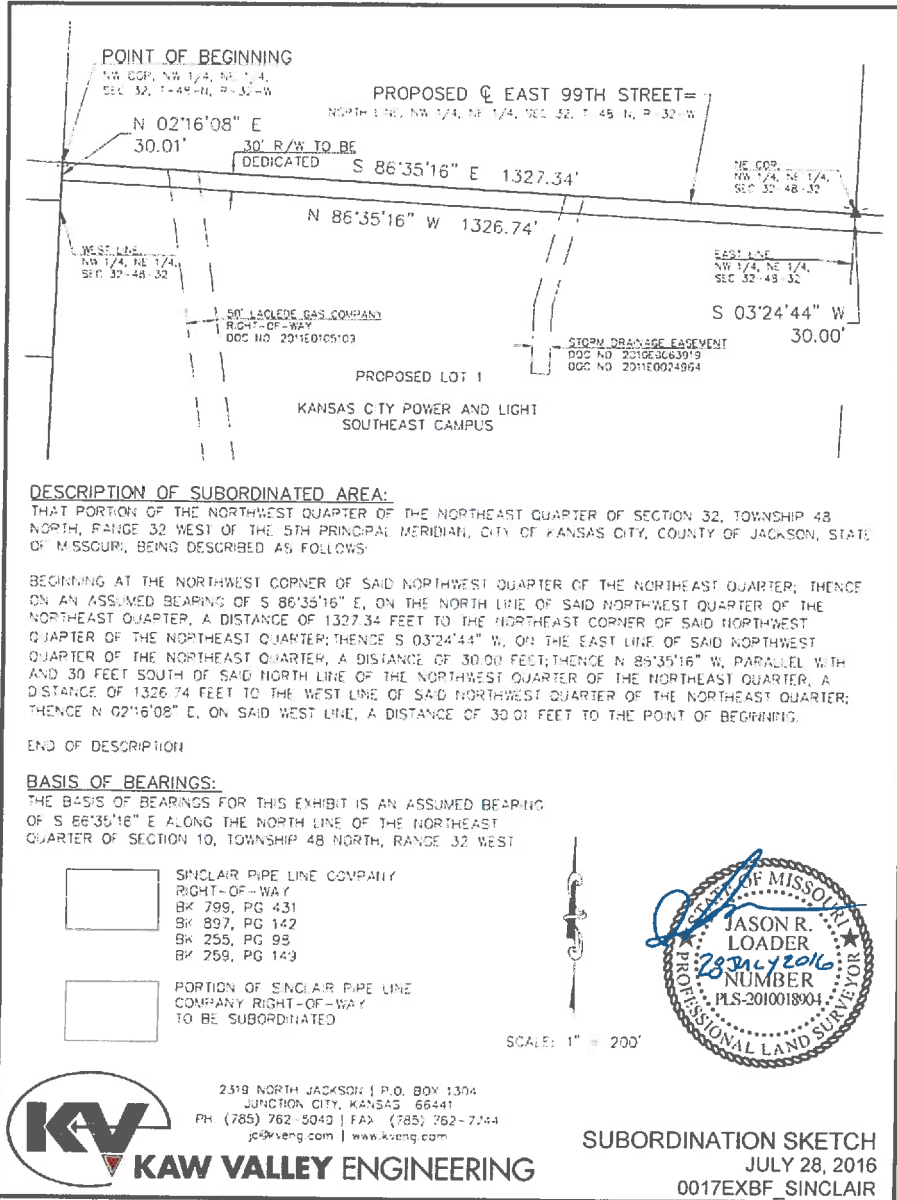 POINT OF BEGINNING
NW COR, NW 1/4, NE 1/4,
SEC 32, T-48-N, R-32-W
PROPOSED ℄ EAST 99TH STREET=
NORTH LINE, NW 1/4, NE 1/4, SEC 32, T-48 N, R-32-W
N 02°16'08" E
30.01'
30' R/W TO BE
DEDICATED
S 86°35'16" E 1327.34'
NE COR
NW 1/4, NE 1/4,
SEC 32-48-32
N 86°35'16" W 1326.74'
WEST LINE
NW 1/4, NE 1/4,
SEC 32-48-32
EAST LINE
NW 1/4, NE 1/4,
SEC 32-48-32
S 03°24'44" W
30.00'
50' LACLEDE GAS COMPANY
RIGHT-OF-WAY
DOC NO 2011E0105109
STORM DRAINAGE EASEMENT
DOC NO 2010E0063919
DOC NO 2011E0024964
PROPOSED LOT 1
KANSAS CITY POWER AND LIGHT
SOUTHEAST CAMPUS
DESCRIPTION OF SUBORDINATED AREA:
THAT PORTION OF THE NORTHWEST QUARTER OF THE NORTHEAST QUARTER OF SECTION 32, TOWNSHIP 48
NORTH, RANGE 32 WEST OF THE 5TH PRINCIPAL MERIDIAN, CITY OF KANSAS CITY, COUNTY OF JACKSON, STATE
OF MISSOURI, BEING DESCRIBED AS FOLLOWS:
BEGINNING AT THE NORTHWEST CORNER OF SAID NORTHWEST QUARTER OF THE NORTHEAST QUARTER; THENCE
ON AN ASSUMED BEARING OF S 86°35'16" E, ON THE NORTH LINE OF SAID NORTHWEST QUARTER OF THE
NORTHEAST QUARTER, A DISTANCE OF 1327.34 FEET TO THE NORTHEAST CORNER OF SAID NORTHWEST
QUARTER OF THE NORTHEAST QUARTER; THENCE S 03°24'44" W, ON THE EAST LINE OF SAID NORTHWEST
QUARTER OF THE NORTHEAST QUARTER, A DISTANCE OF 30.00 FEET; THENCE N 86°35'16" W, PARALLEL WITH
AND 30 FEET SOUTH OF SAID NORTH LINE OF THE NORTHWEST QUARTER OF THE NORTHEAST QUARTER, A
DISTANCE OF 1326.74 FEET TO THE WEST LINE OF SAID NORTHWEST QUARTER OF THE NORTHEAST QUARTER;
THENCE N 02°16'08" E, ON SAID WEST LINE, A DISTANCE OF 30.01 FEET TO THE POINT OF BEGINNING.
END OF DESCRIPTION
BASIS OF BEARINGS:
THE BASIS OF BEARINGS FOR THIS EXHIBIT IS AN ASSUMED BEARING
OF S 86°35'16" E ALONG THE NORTH LINE OF THE NORTHEAST
QUARTER OF SECTION 10, TOWNSHIP 48 NORTH, RANGE 32 WEST
SINCLAIR PIPE LINE COMPANY
RIGHT-OF-WAY
BK 799, PG 431
BK 897, PG 142
BK 255, PG 98
BK 259, PG 149
PORTION OF SINCLAIR PIPE LINE
COMPANY RIGHT-OF-WAY
TO BE SUBORDINATED
SCALE: 1" = 200'
STATE OF MISSOURI
JASON R.
LOADER
28 JULY 2016
NUMBER
PLS-2010018904
PROFESSIONAL LAND SURVEYOR
2319 NORTH JACKSON | P.O. BOX 1304
JUNCTION CITY, KANSAS 66441
PH. (785) 762-5040 | FAX (785) 762-7744
jc@kveng.com | www.kveng.com
KV
KAW VALLEY ENGINEERING
SUBORDINATION SKETCH
JULY 28, 2016
0017EXBF_SINCLAIR